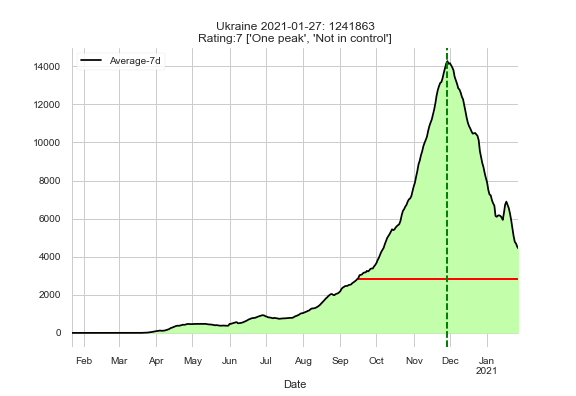 Ukraine 2021-01-27: 1241863
Rating:7 ['One peak', 'Not in control']
Average-7d
14000
12000
10000
8000
6000
4000
2000
0
Feb Mar Apr May Jun Jul Aug Sep Oct Nov Dec Jan
2021
Date